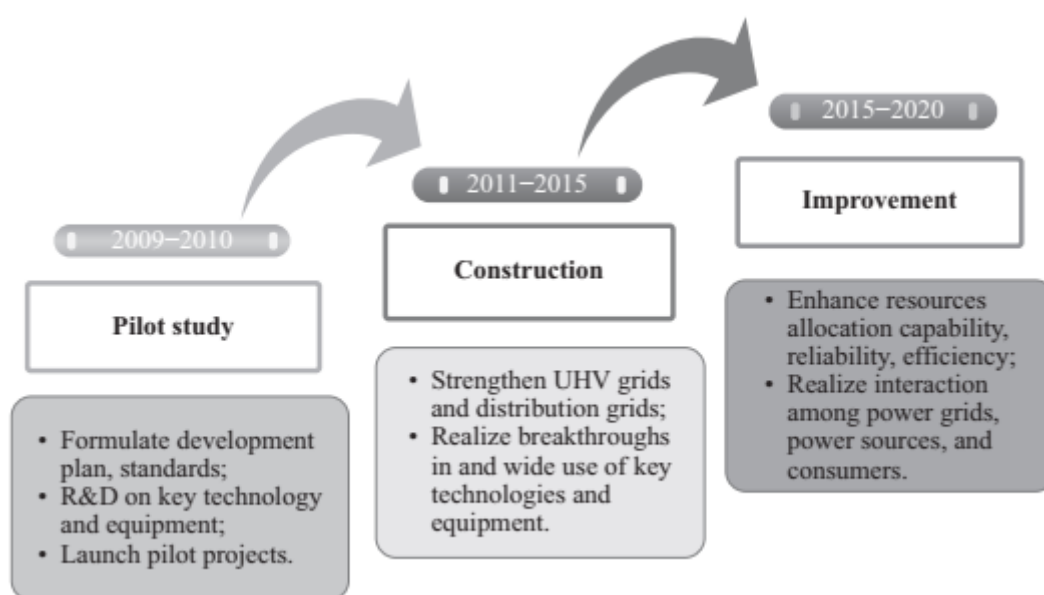 2009–2010
Pilot study
• Formulate development
plan, standards;
• R&D on key technology
and equipment;
• Launch pilot projects.
2011–2015
Construction
• Strengthen UHV grids
and distribution grids;
• Realize breakthroughs
in and wide use of key
technologies and
equipment.
2015–2020
Improvement
• Enhance resources
allocation capability,
reliability, efficiency;
• Realize interaction
among power grids,
power sources, and
consumers.